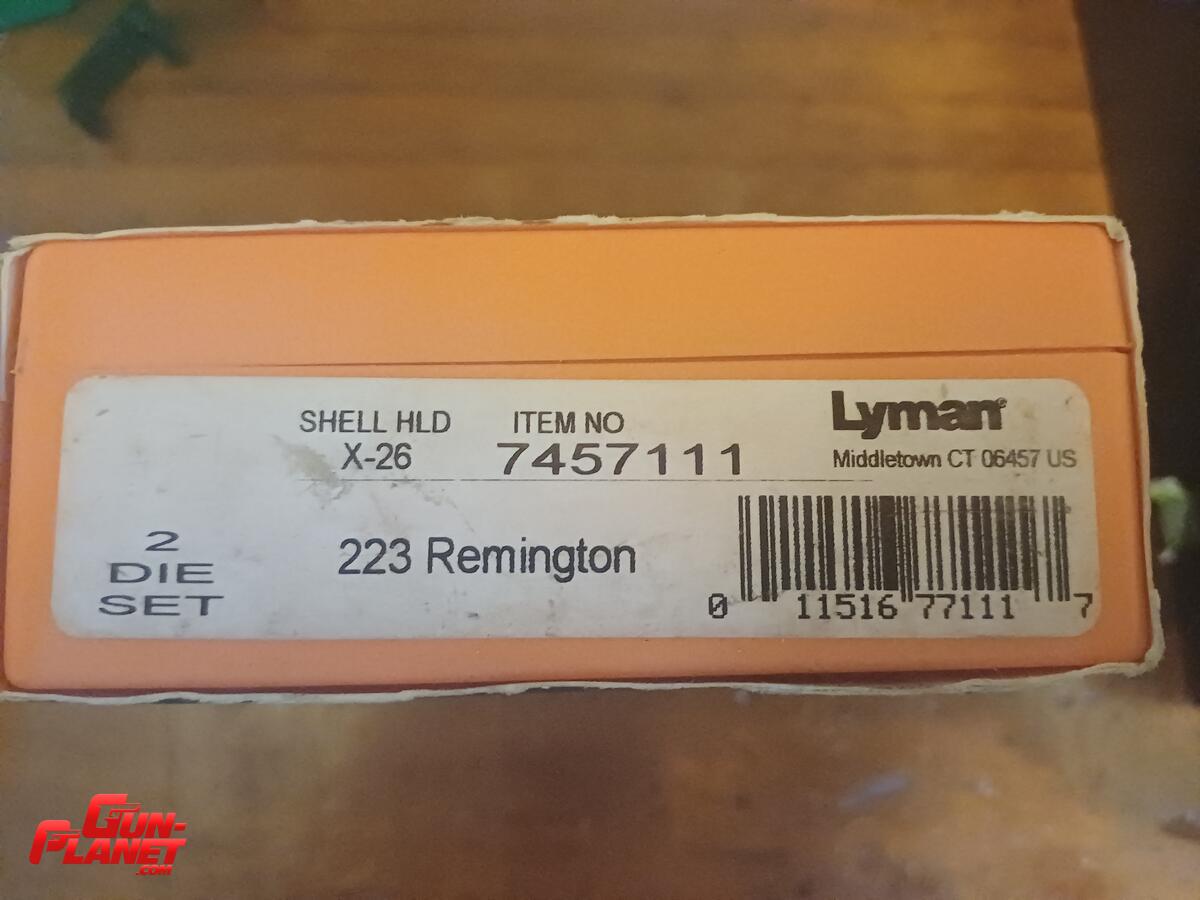 SHELL HLD ITEM NO
X-26 7457111
Lyman®
Middletown CT 06457 US
2
DIE
SET
223 Remington
0 11516 77111 7
GUN-
PLANET
.COM